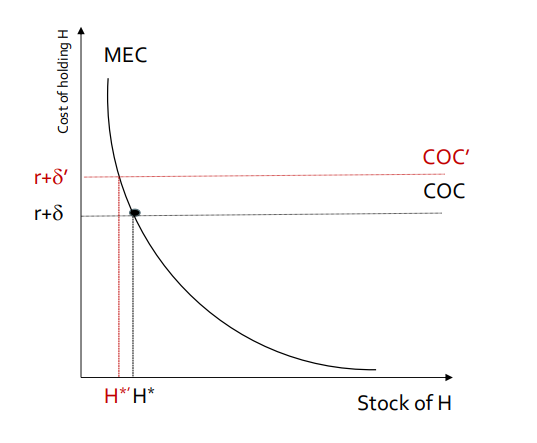 Cost of holding H
MEC
COC′
r+δ′
COC
r+δ
H*′ H*
Stock of H